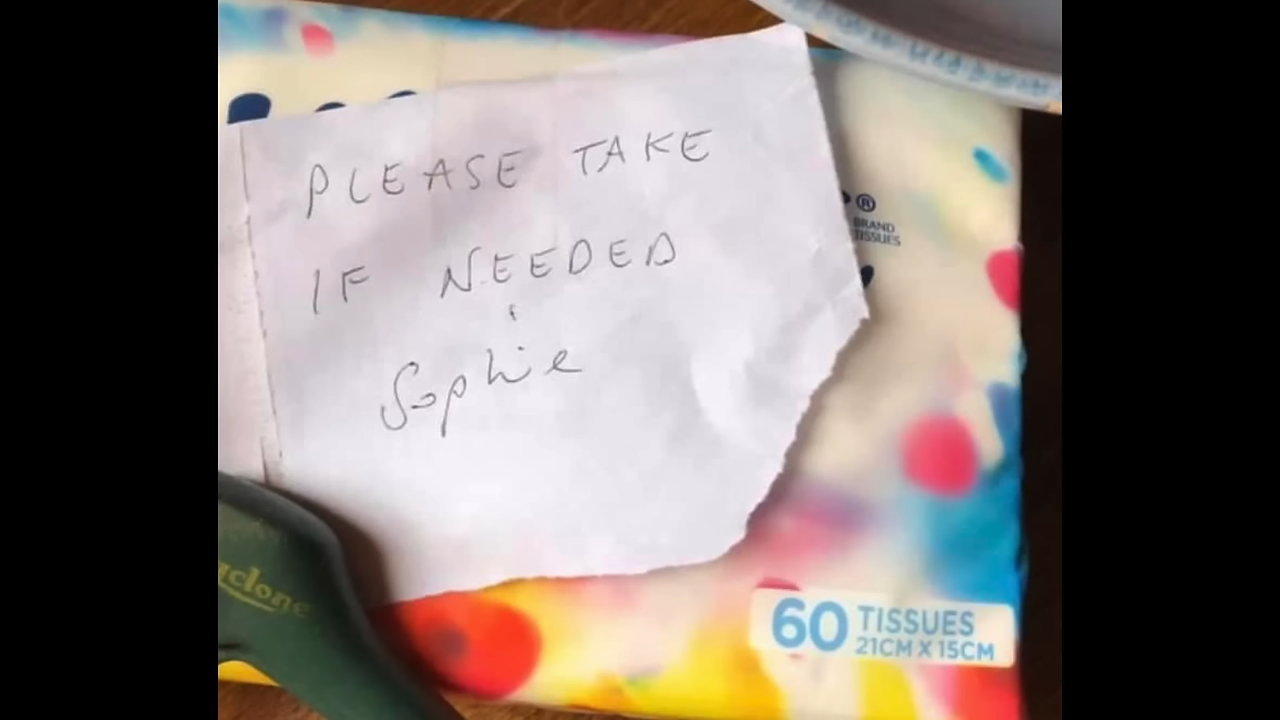 PLEASE TAKE
IF NEEDED
Sophie
®
BRAND
TISSUES
60 TISSUES
21CM X 15CM